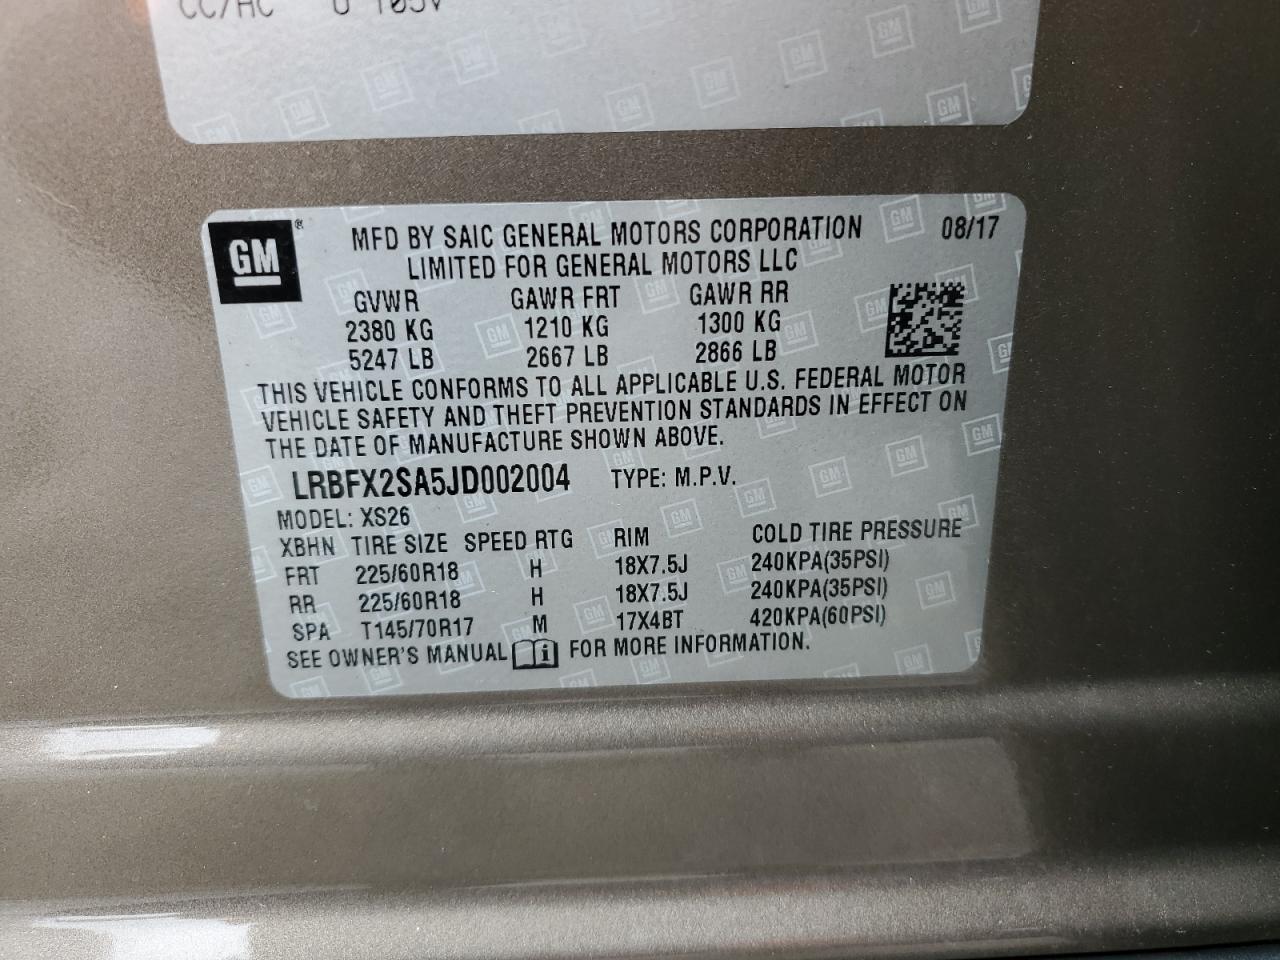 CC/AC U 105V
GM ®
MFD BY SAIC GENERAL MOTORS CORPORATION 08/17
LIMITED FOR GENERAL MOTORS LLC
GVWR GAWR FRT GAWR RR
2380 KG 1210 KG 1300 KG
5247 LB 2667 LB 2866 LB
THIS VEHICLE CONFORMS TO ALL APPLICABLE U.S. FEDERAL MOTOR
VEHICLE SAFETY AND THEFT PREVENTION STANDARDS IN EFFECT ON
THE DATE OF MANUFACTURE SHOWN ABOVE.
LRBFX2SA5JD002004 TYPE: M.P.V.
MODEL: XS26
XBHN TIRE SIZE SPEED RTG RIM COLD TIRE PRESSURE
FRT 225/60R18 H 18X7.5J 240KPA(35PSI)
RR 225/60R18 H 18X7.5J 240KPA(35PSI)
SPA T145/70R17 M 17X4BT 420KPA(60PSI)
SEE OWNER'S MANUAL i FOR MORE INFORMATION.